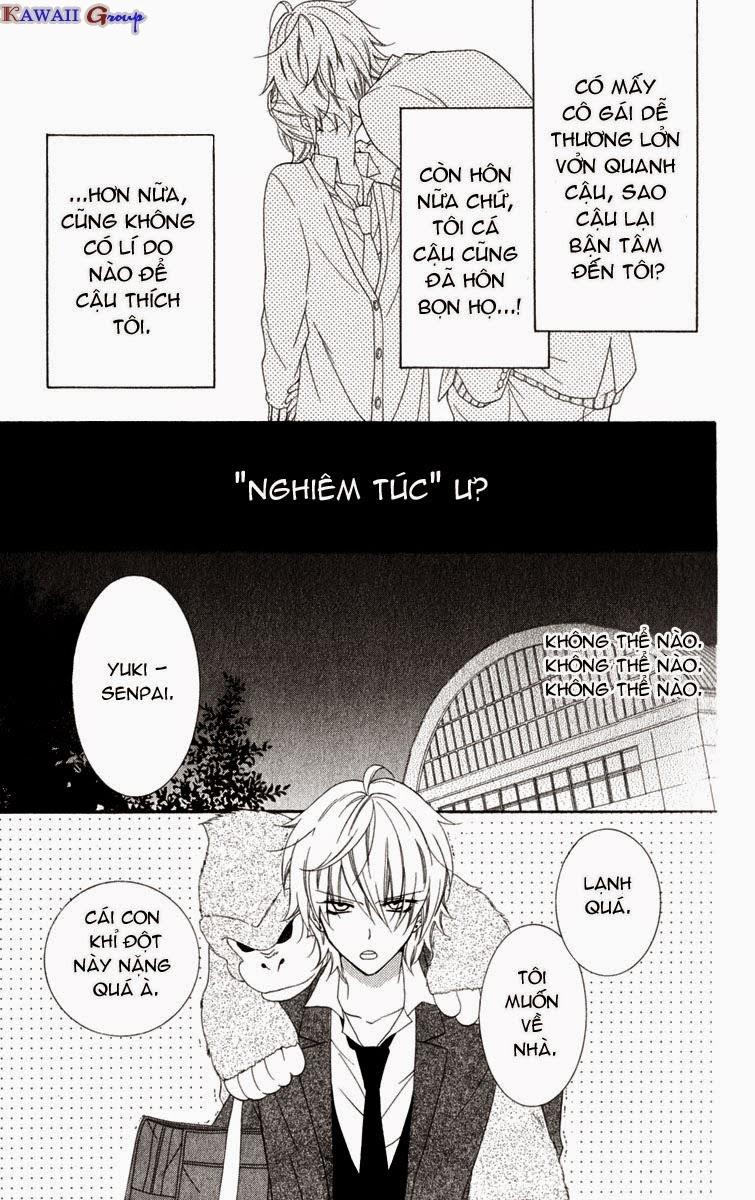 KAWAII Group
CÓ MẤY
CÔ GÁI DỄ
THƯƠNG LỞN
VỞN QUANH
CẬU, SAO
CẬU LẠI
BẬN TÂM
ĐẾN TÔI?
CÒN HÔN
NỮA CHỨ,
TÔI CÁ
CẬU CŨNG
ĐÃ HÔN
BỌN HỌ...!
...HƠN NỮA,
CŨNG KHÔNG
CÓ LÍ DO
NÀO ĐỂ
CẬU THÍCH
TÔI.
"NGHIÊM TÚC" Ư?
KHÔNG THỂ NÀO.
KHÔNG THỂ NÀO.
KHÔNG THỂ NÀO.
YUKI -
SENPAI.
LẠNH
QUÁ.
TÔI
MUỐN
VỀ
NHÀ.
CÁI CON
KHỈ ĐỘT
NÀY NẶNG
QUÁ À.